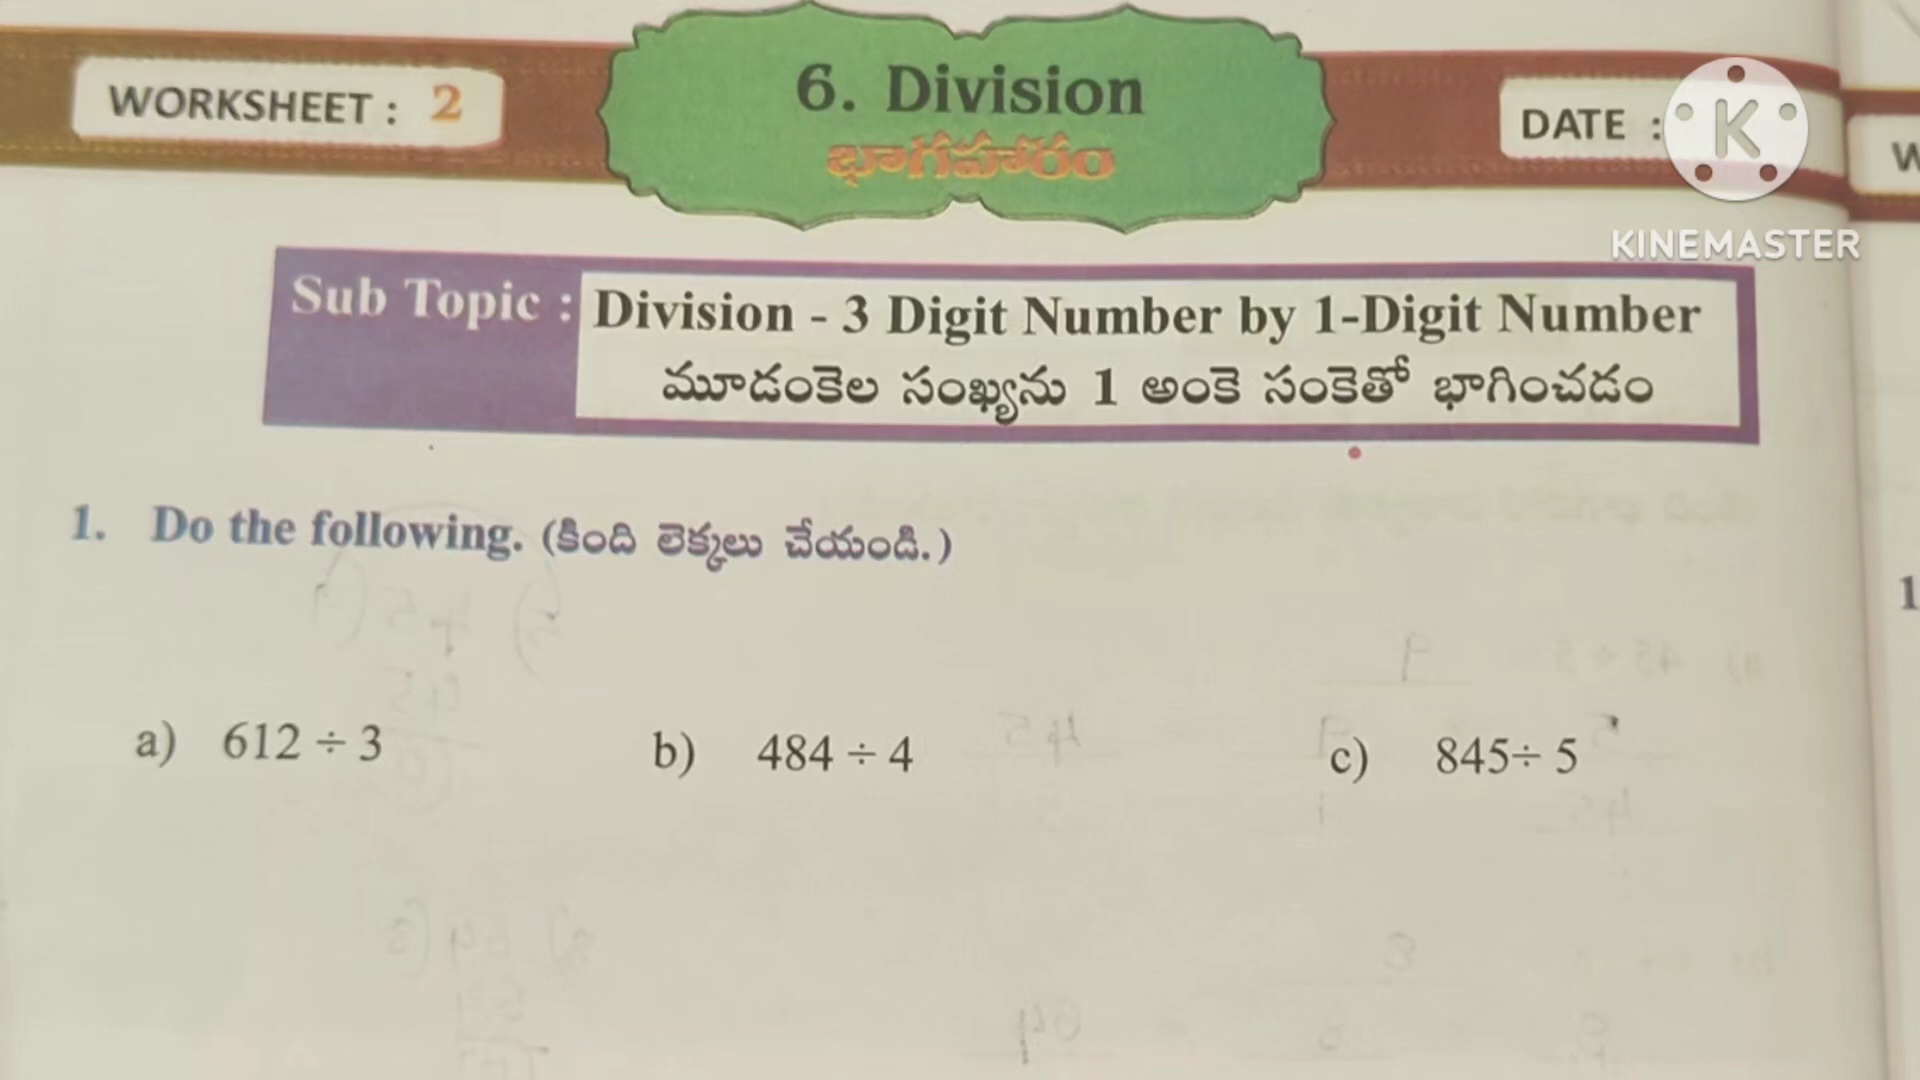 WORKSHEET : 2
6. Division
భాగహారం
DATE :
K
KINEMASTER
Sub Topic : Division - 3 Digit Number by 1-Digit Number
మూడంకెల సంఖ్యను 1 అంకె సంకెతో భాగించడం
1. Do the following. (కింది లెక్కలు చేయండి.)
1
a) 612 ÷ 3 b) 484 ÷ 4 c) 845÷ 5